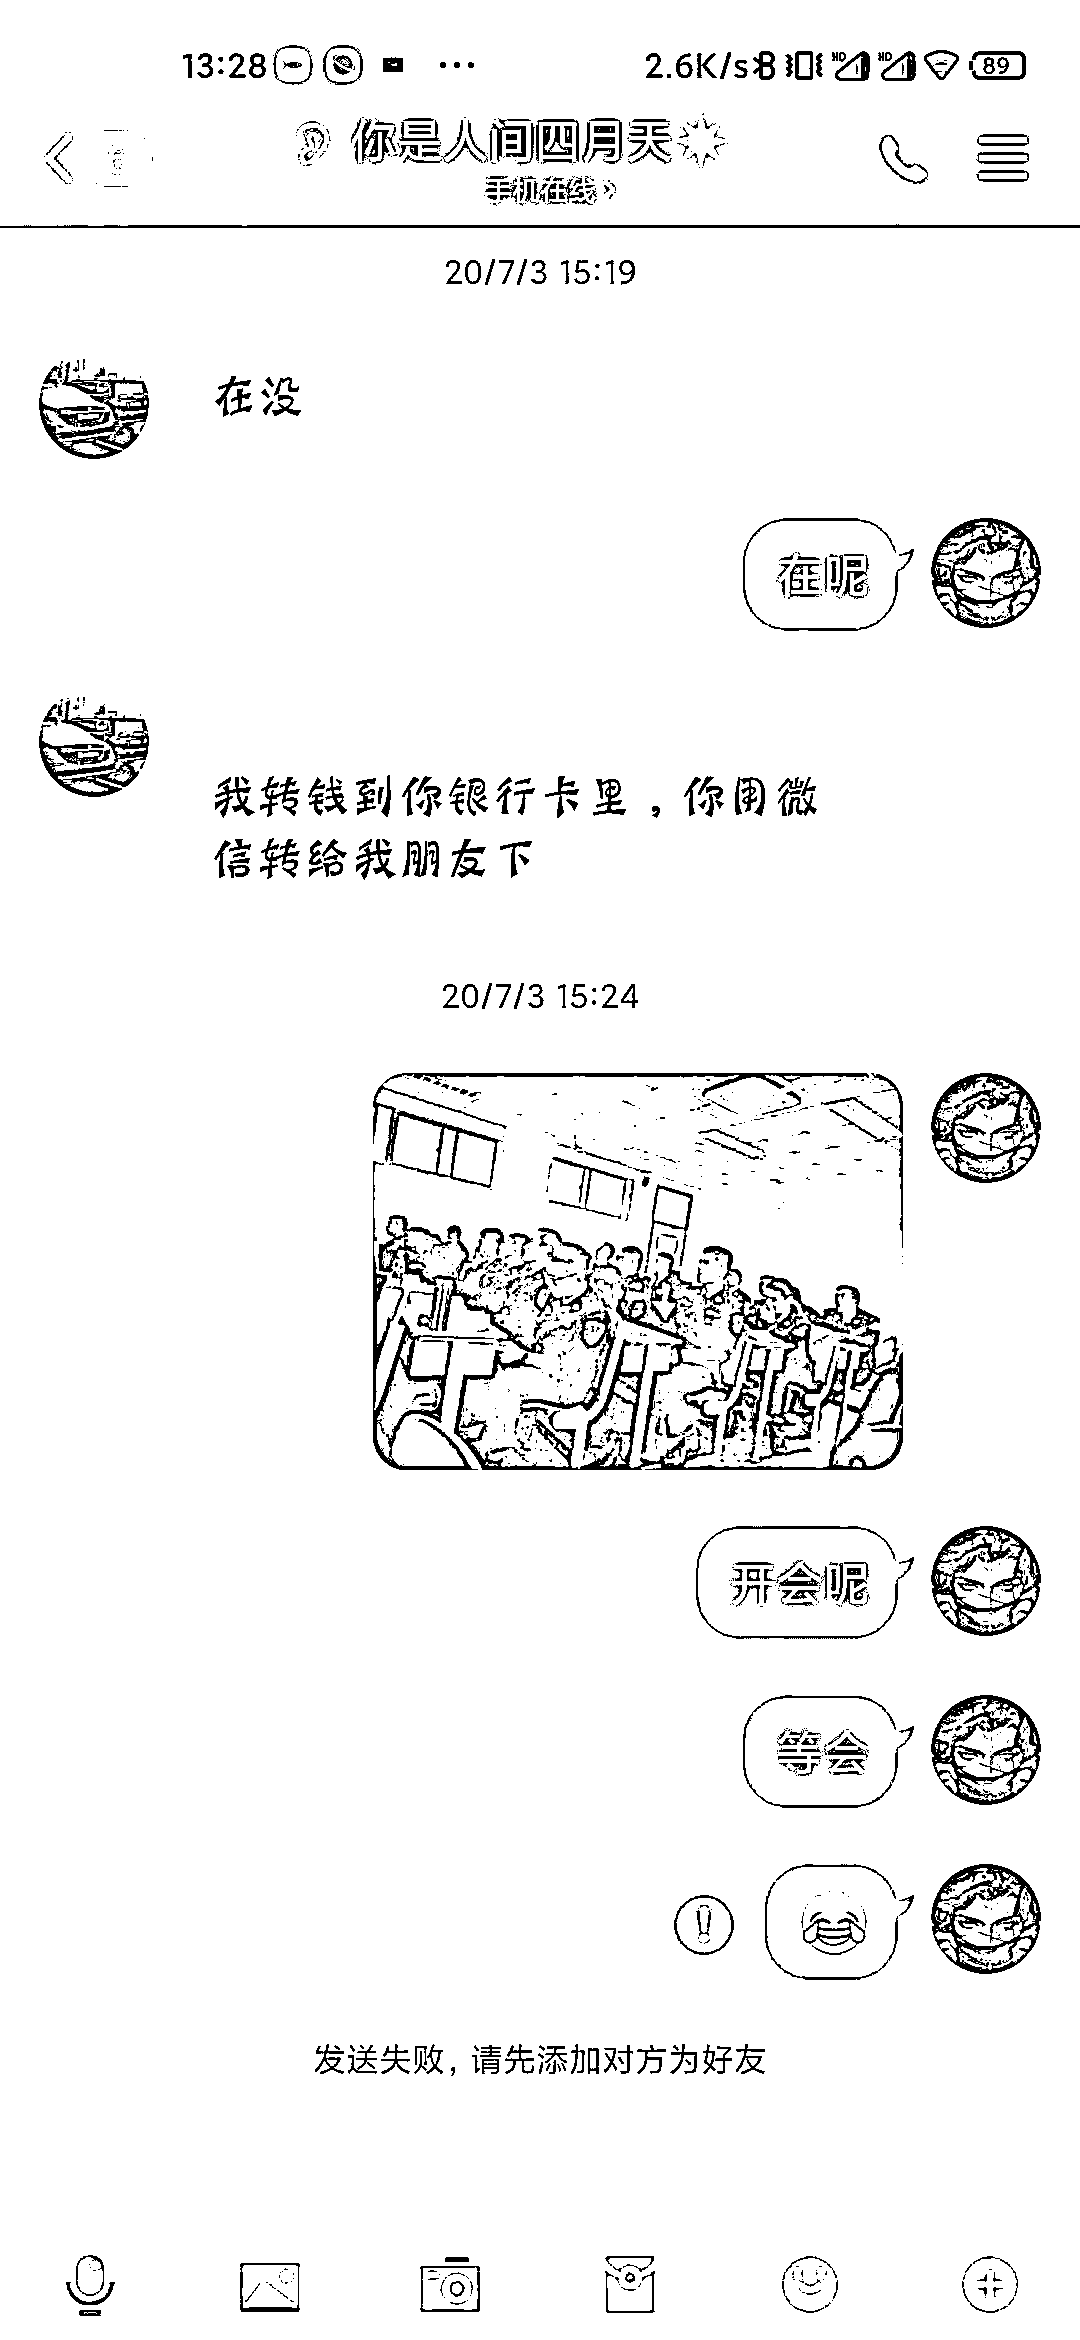 13:28
2.6K/s
HD
HD
89
你是人间四月天
手机在线
20/7/3 15:19
在没
在呢
我转钱到你银行卡里，你用微
信转给我朋友下
20/7/3 15:24
开会呢
等会
发送失败，请先添加对方为好友